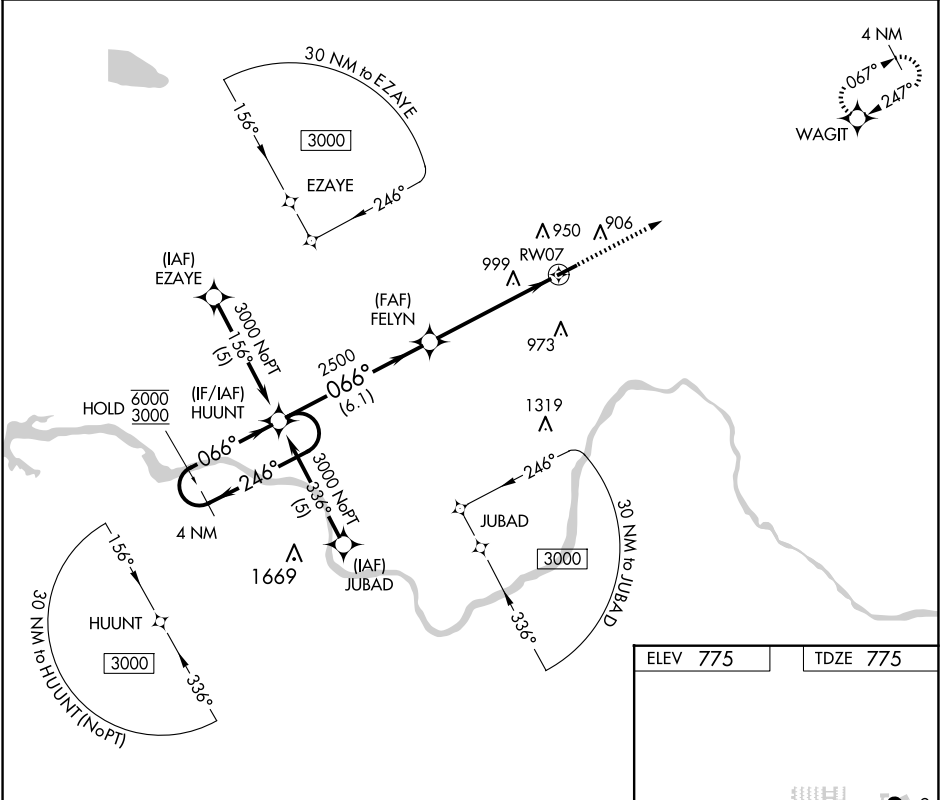 4 NM
067°
247°
WAGIT
30 NM to EZAYE
156°
3000
EZAYE
246°
950
906
RW07
999
(IAF)
EZAYE
3000 NoPT
156°
(5)
(FAF)
FELYN
973
2500
066°
(6.1)
(IF/IAF)
HUUNT
HOLD 6000
3000
1319
066°
246°
3000 NoPT
336°
(5)
4 NM
246°
JUBAD
30 NM to JUBAD
3000
336°
1669
(IAF)
JUBAD
156°
HUUNT
30 NM to HUUNT (NoPT)
3000
336°
ELEV 775
TDZE 775